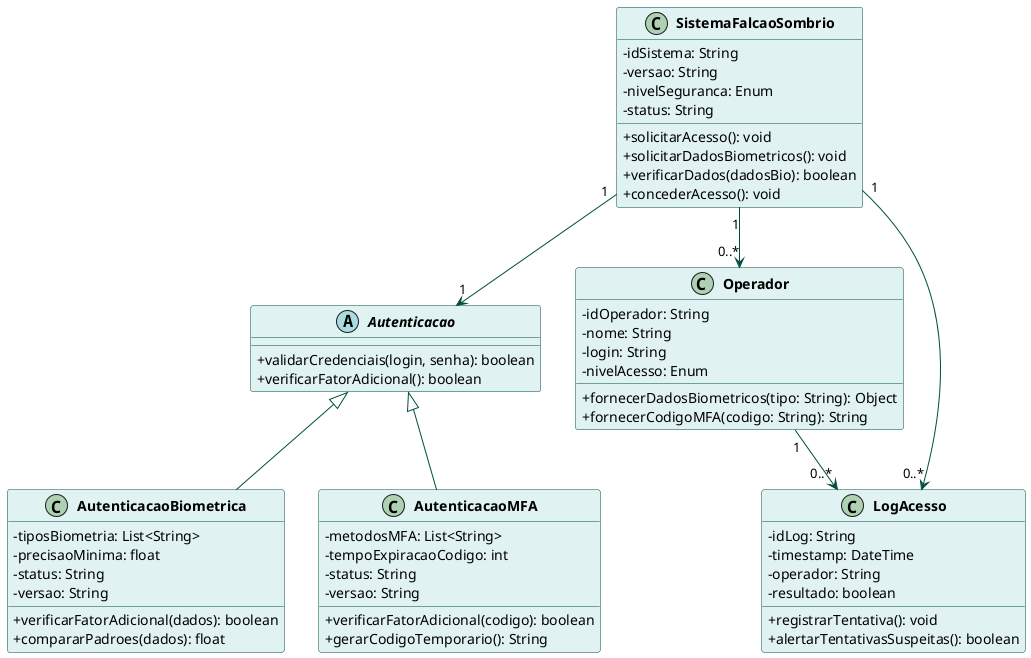 C SistemaFalcaoSombrio
-idSistema: String
-versao: String
-nivelSeguranca: Enum
-status: String
+solicitarAcesso(): void
+solicitarDadosBiometricos(): void
+verificarDados(dadosBio): boolean
+concederAcesso(): void
1
1
1
1
0..*
A Autenticacao
+validarCredenciais(login, senha): boolean
+verificarFatorAdicional(): boolean
C Operador
-idOperador: String
-nome: String
-login: String
-nivelAcesso: Enum
+fornecerDadosBiometricos(tipo: String): Object
+fornecerCodigoMFA(codigo: String): String
1
0..*
0..*
C AutenticacaoBiometrica
-tiposBiometria: List<String>
-precisaoMinima: float
-status: String
-versao: String
+verificarFatorAdicional(dados): boolean
+compararPadroes(dados): float
C AutenticacaoMFA
-metodosMFA: List<String>
-tempoExpiracaoCodigo: int
-status: String
-versao: String
+verificarFatorAdicional(codigo): boolean
+gerarCodigoTemporario(): String
C LogAcesso
-idLog: String
-timestamp: DateTime
-operador: String
-resultado: boolean
+registrarTentativa(): void
+alertarTentativasSuspeitas(): boolean